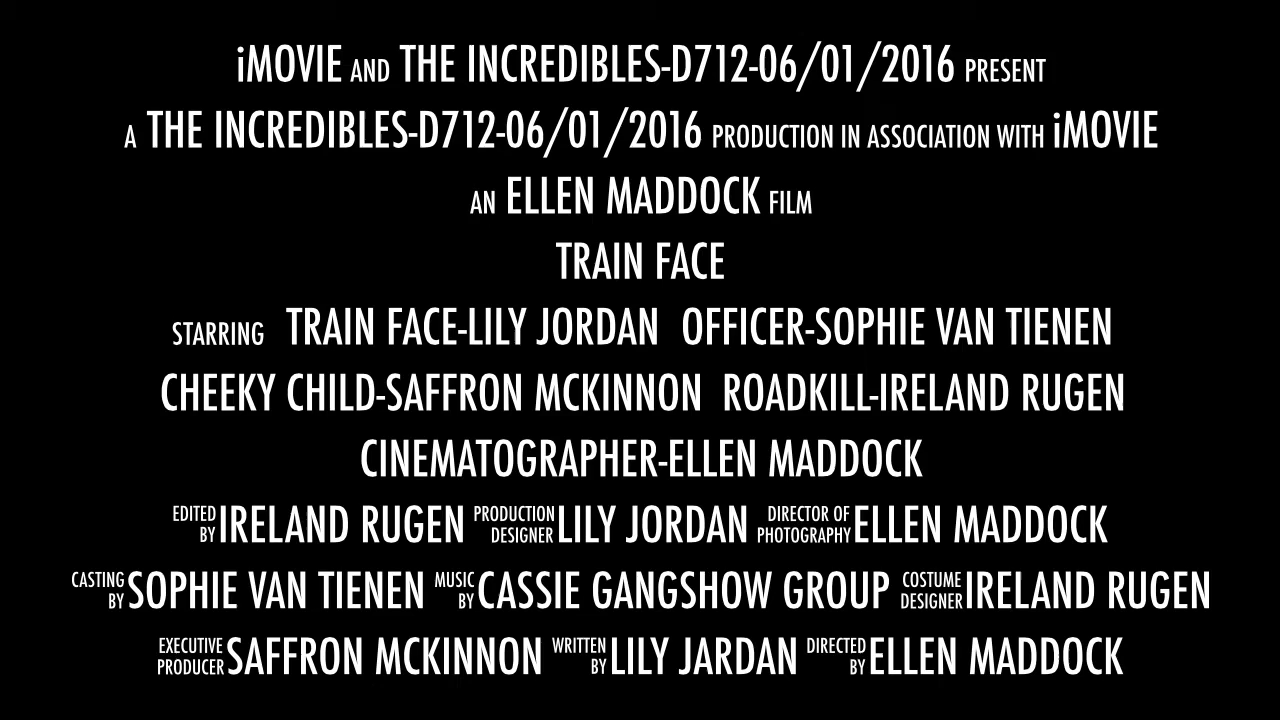 iMOVIE AND THE INCREDIBLES-D712-06/01/2016 PRESENT
A THE INCREDIBLES-D712-06/01/2016 PRODUCTION IN ASSOCIATION WITH iMOVIE
AN ELLEN MADDOCK FILM
TRAIN FACE
STARRING TRAIN FACE-LILY JORDAN OFFICER-SOPHIE VAN TIENEN
CHEEKY CHILD-SAFFRON MCKINNON ROADKILL-IRELAND RUGEN
CINEMATOGRAPHER-ELLEN MADDOCK
EDITED BY IRELAND RUGEN PRODUCTION DESIGNER LILY JORDAN DIRECTOR OF PHOTOGRAPHY ELLEN MADDOCK
CASTING BY SOPHIE VAN TIENEN MUSIC BY CASSIE GANGSHOW GROUP COSTUME DESIGNER IRELAND RUGEN
EXECUTIVE PRODUCER SAFFRON MCKINNON WRITTEN BY LILY JARDAN DIRECTED BY ELLEN MADDOCK